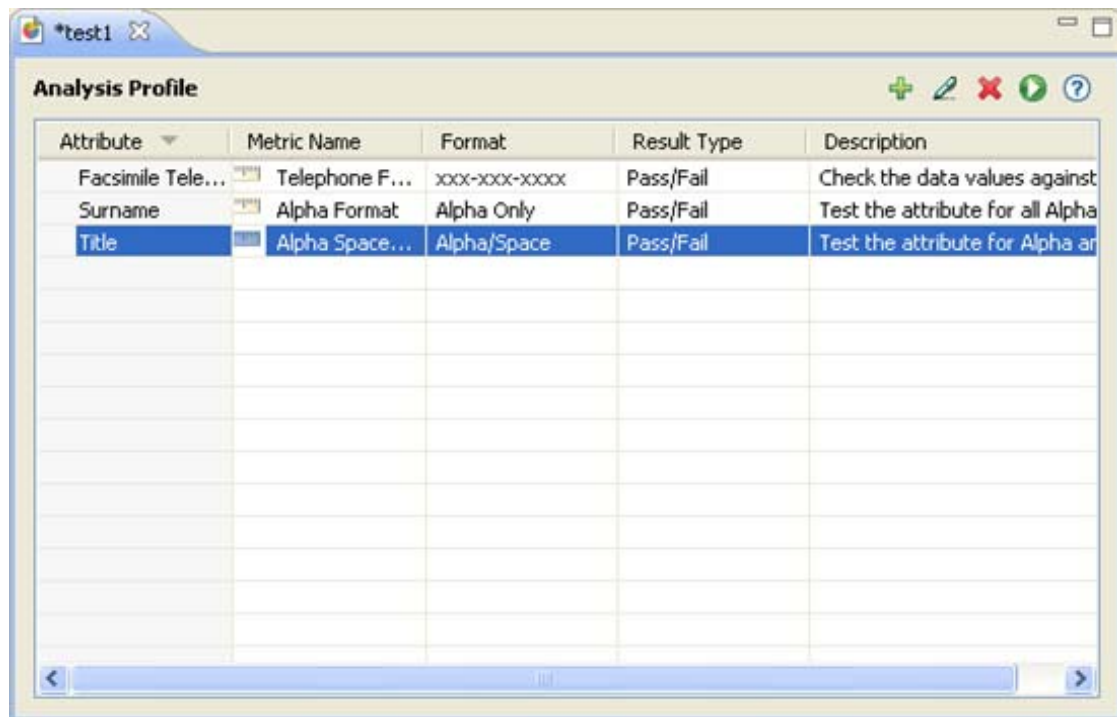 *test1
Analysis Profile
Attribute Metric Name Format Result Type Description
Facsimile Tele... Telephone F... xxx-xxx-xxxx Pass/Fail Check the data values against
Surname Alpha Format Alpha Only Pass/Fail Test the attribute for all Alpha
Title Alpha Space... Alpha/Space Pass/Fail Test the attribute for Alpha ar